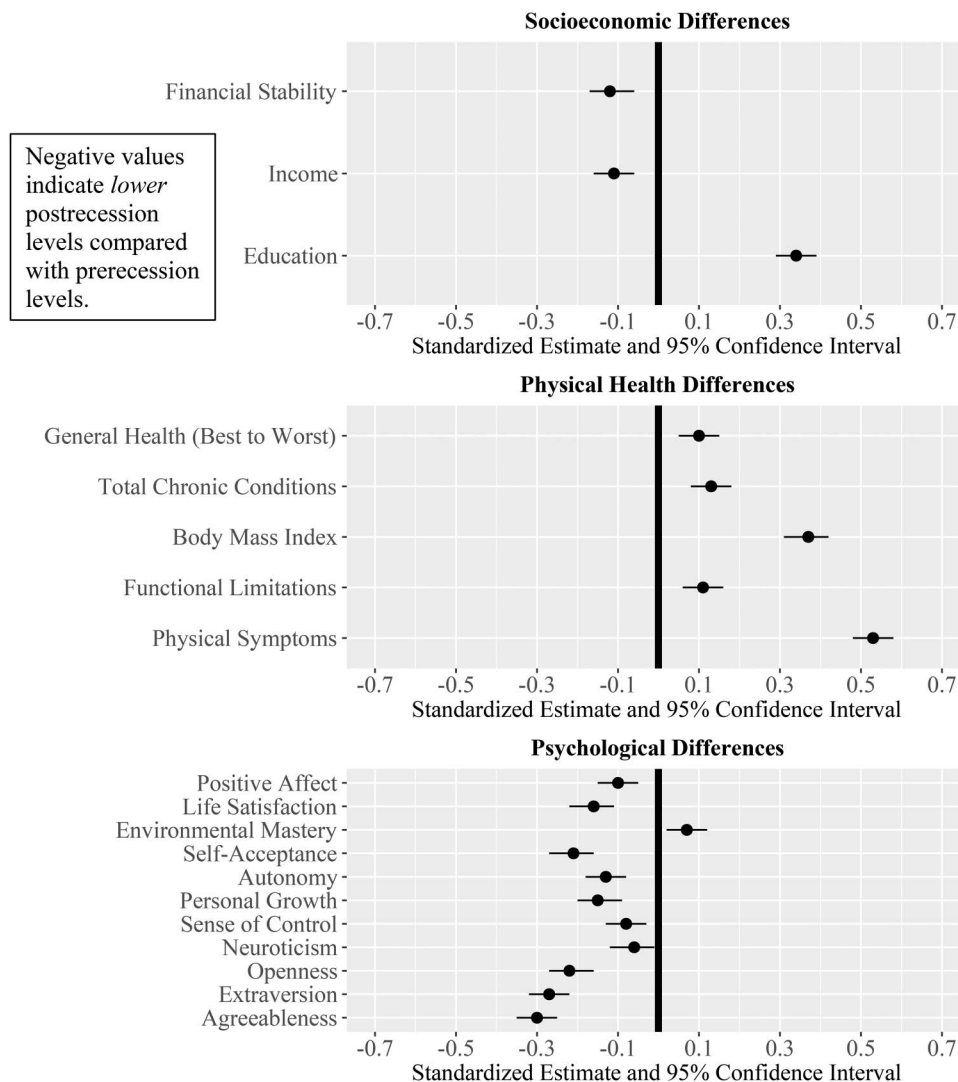 Socioeconomic Differences
Financial Stability
Income
Education
Negative values
indicate lower
postrecession
levels compared
with prerecession
levels.
-0.7 -0.5 -0.3 -0.1 0.1 0.3 0.5 0.7
Standardized Estimate and 95% Confidence Interval
Physical Health Differences
General Health (Best to Worst)
Total Chronic Conditions
Body Mass Index
Functional Limitations
Physical Symptoms
-0.7 -0.5 -0.3 -0.1 0.1 0.3 0.5 0.7
Standardized Estimate and 95% Confidence Interval
Psychological Differences
Positive Affect
Life Satisfaction
Environmental Mastery
Self-Acceptance
Autonomy
Personal Growth
Sense of Control
Neuroticism
Openness
Extraversion
Agreeableness
-0.7 -0.5 -0.3 -0.1 0.1 0.3 0.5 0.7
Standardized Estimate and 95% Confidence Interval